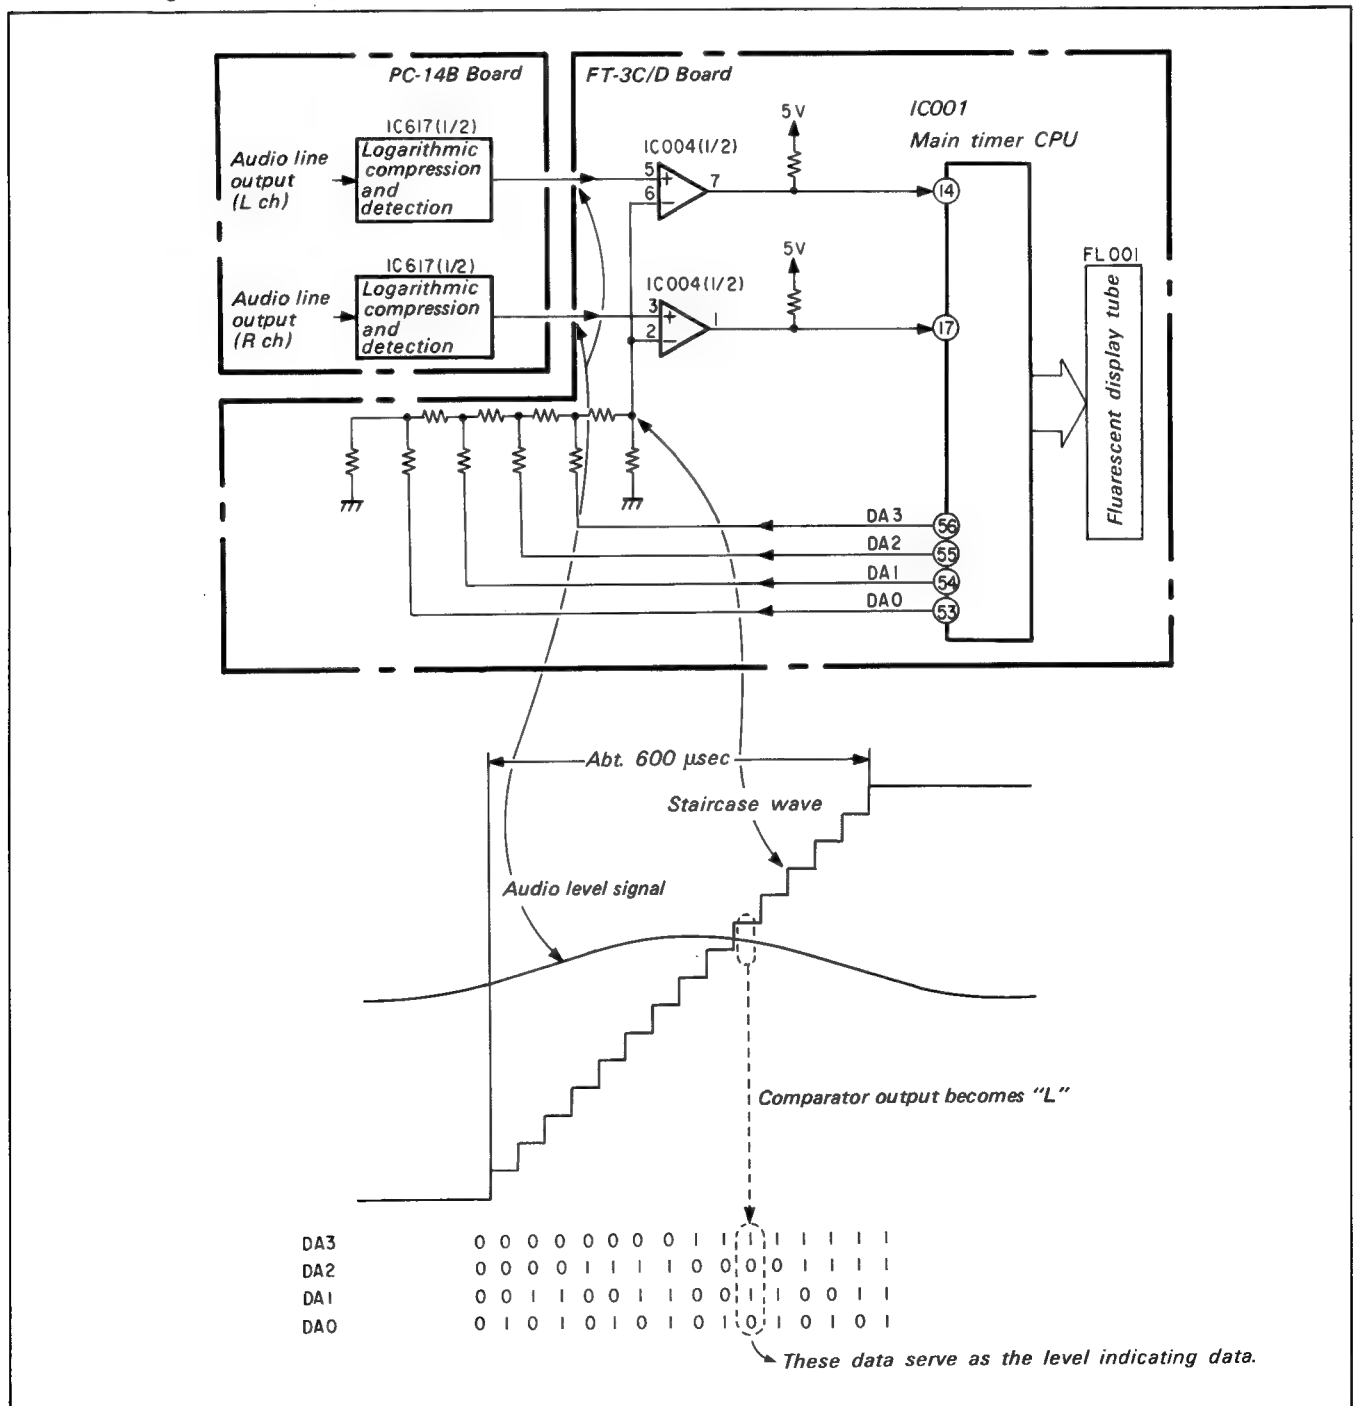 PC-14B Board
FT-3C/D Board
IC617(1/2)
Audio line
output
(L ch)
Logarithmic
compression
and
detection
IC004(1/2)
5
6
+
−
7
5V
IC001
Main timer CPU
14
IC617(1/2)
Audio line
output
(R ch)
Logarithmic
compression
and
detection
IC004(1/2)
3
2
+
−
1
5V
17
FL001
Fluarescent display tube
DA3
56
DA2
55
DA1
54
DA0
53
Abt. 600 μsec
Staircase wave
Audio level signal
Comparator output becomes “L”
DA3 0 0 0 0 0 0 0 0 1 1 1 1 1 1 1 1
DA2 0 0 0 0 1 1 1 1 0 0 0 0 1 1 1 1
DA1 0 0 1 1 0 0 1 1 0 0 1 1 0 0 1 1
DA0 0 1 0 1 0 1 0 1 0 1 0 1 0 1 0 1
These data serve as the level indicating data.